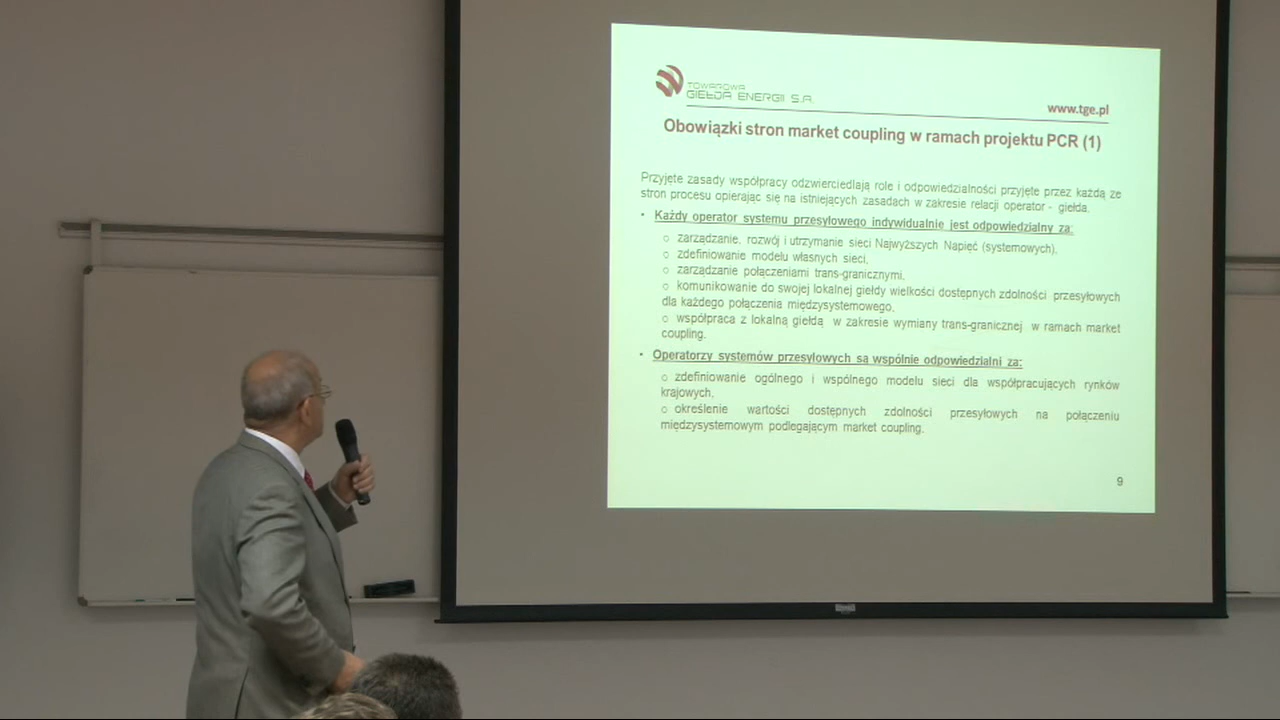 TOWAROWA
GIEŁDA ENERGII S.A.
www.tge.pl
Obowiązki stron market coupling w ramach projektu PCR (1)
Przyjęte zasady współpracy odzwierciedlają role i odpowiedzialności przyjęte przez każdą ze
stron procesu opierając się na istniejących zasadach w zakresie relacji operator - giełda.
• Każdy operator systemu przesyłowego indywidualnie jest odpowiedzialny za:
○ zarządzanie, rozwój i utrzymanie sieci Najwyższych Napięć (systemowych),
○ zdefiniowanie modelu własnych sieci,
○ zarządzanie połączeniami trans-granicznymi,
○ komunikowanie do swojej lokalnej giełdy wielkości dostępnych zdolności przesyłowych
dla każdego połączenia międzysystemowego,
○ współpraca z lokalną giełdą w zakresie wymiany trans-granicznej w ramach market
coupling.
• Operatorzy systemów przesyłowych są wspólnie odpowiedzialni za:
○ zdefiniowanie ogólnego i wspólnego modelu sieci dla współpracujących rynków
krajowych,
○ określenie wartości dostępnych zdolności przesyłowych na połączeniu
międzysystemowym podlegającym market coupling.
9